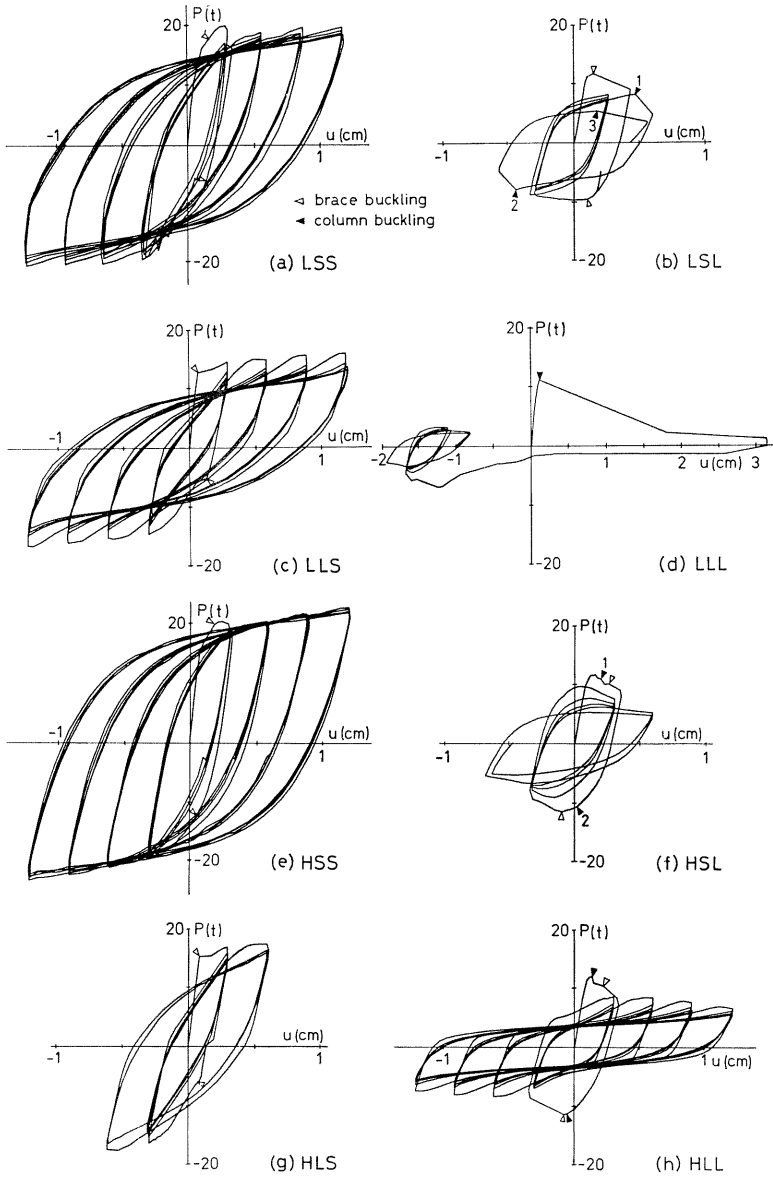 P(t)
20
-1
u (cm)
1
-20
(a) LSS
◁ brace buckling
◀ column buckling
20
P(t)
1
3
2
-1
u (cm)
1
-20
(b) LSL
20
P(t)
-1
u (cm)
1
-20
(c) LLS
20
P(t)
-2
-1
1
2
u (cm)
3
-20
(d) LLL
P(t)
20
-1
u (cm)
1
-20
(e) HSS
20
P(t)
1
2
-1
u (cm)
1
-20
(f) HSL
20
P(t)
-1
u (cm)
1
-20
(g) HLS
20
P(t)
-1
1
u (cm)
-20
(h) HLL